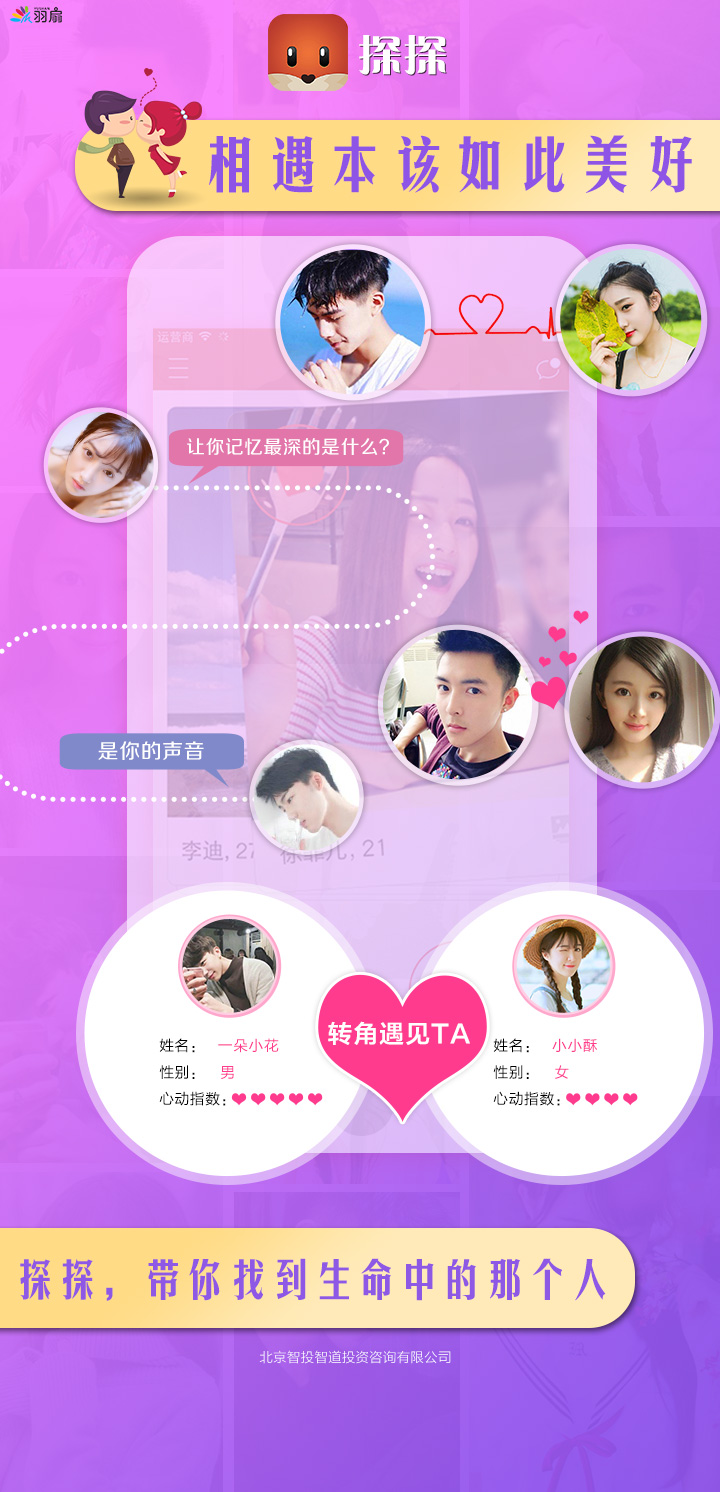 羽扇
探探
相遇本该如此美好
运营商
让你记忆最深的是什么？
是你的声音
李迪, 27
徐菲儿, 21
姓名： 一朵小花
性别： 男
心动指数：
转角遇见TA
姓名： 小小酥
性别： 女
心动指数：
探探，带你找到生命中的那个人
北京智投智道投资咨询有限公司